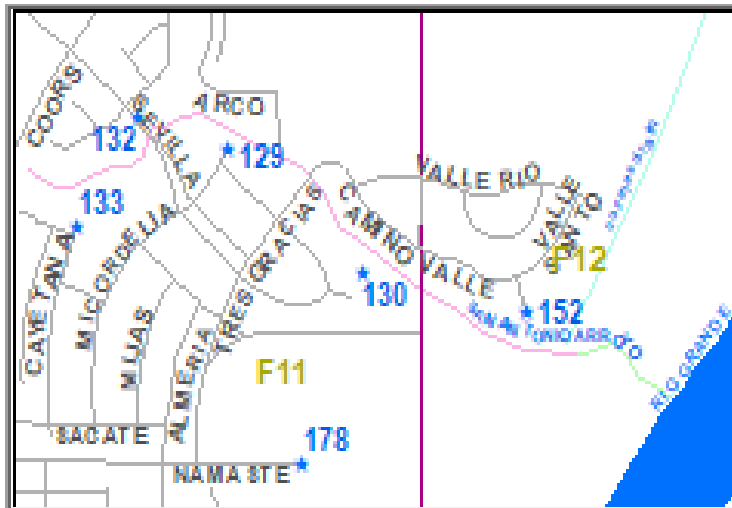 COORS
132
SEVILLA
ARCO
129
133
VALLE RIO
VALLE SANTO
CAMINO VALLE
F12
CAYETANA
MICORDELIA
TRES GRACIAS
130
152
SAN ANTONIO ARROYO
RIO GRANDE
MIJAS
ALMERIA
F11
SACATE
178
NAMASTE